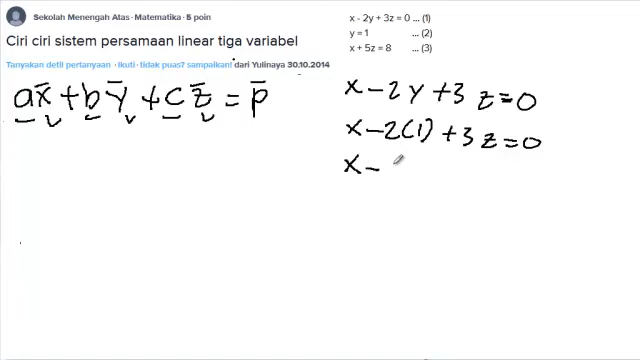 Sekolah Menengah Atas · Matematika · 5 poin
Ciri ciri sistem persamaan linear tiga variabel
Tanyakan detil pertanyaan · Ikuti · tidak puas? sampaikan! dari Yulinaya 30.10.2014
x - 2y + 3z = 0 ... (1)
y = 1 ... (2)
x + 5z = 8 ... (3)
ax + by + cz = p
x - 2y + 3z = 0
x - 2(1) + 3z = 0
x -